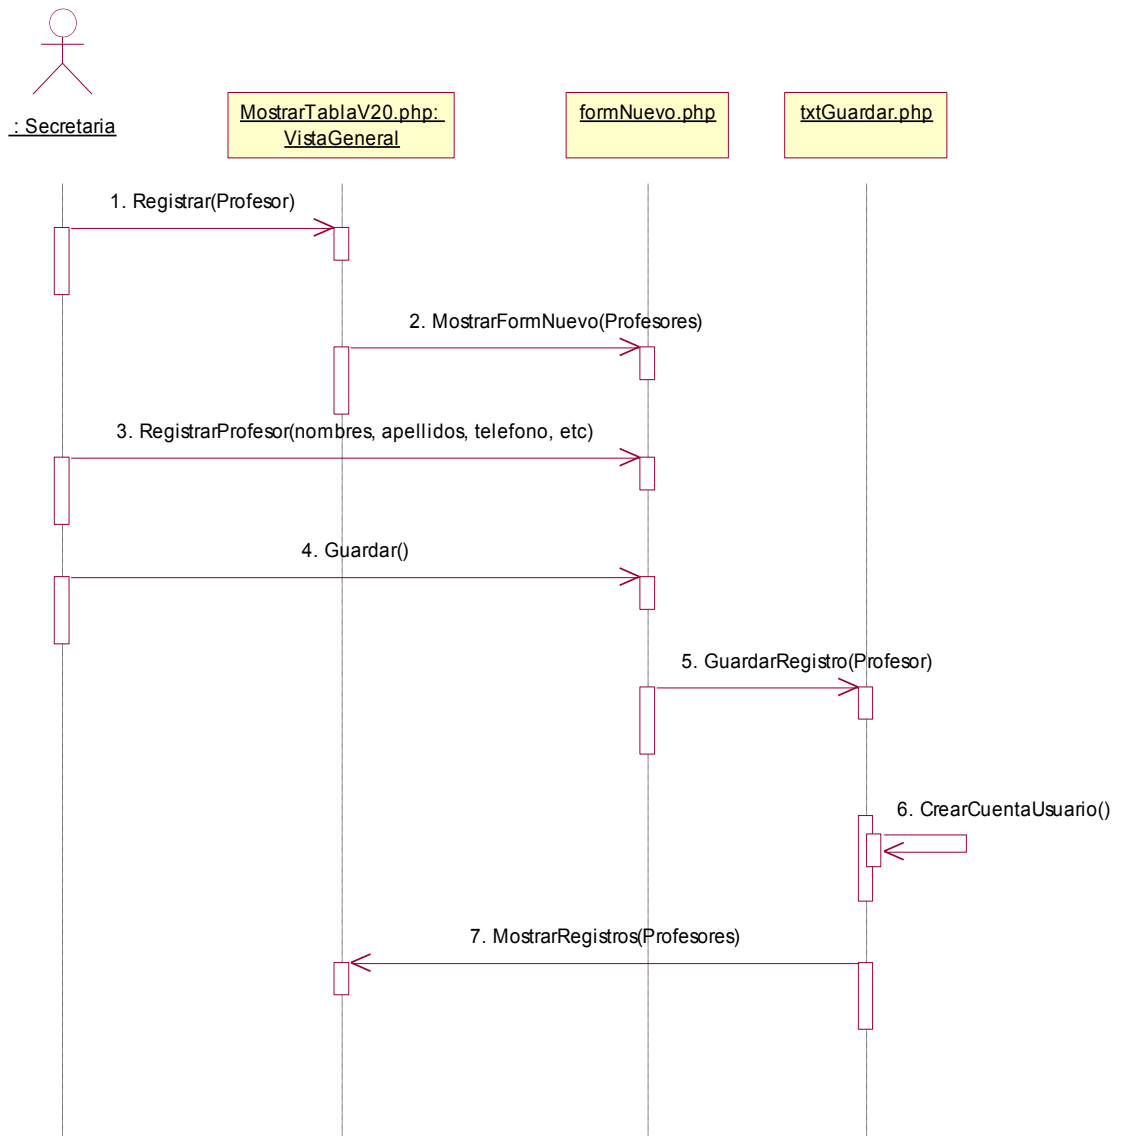 : Secretaria
MostrarTablaV20.php:
VistaGeneral
formNuevo.php
txtGuardar.php
1. Registrar(Profesor)
2. MostrarFormNuevo(Profesores)
3. RegistrarProfesor(nombres, apellidos, telefono, etc)
4. Guardar()
5. GuardarRegistro(Profesor)
6. CrearCuentaUsuario()
7. MostrarRegistros(Profesores)